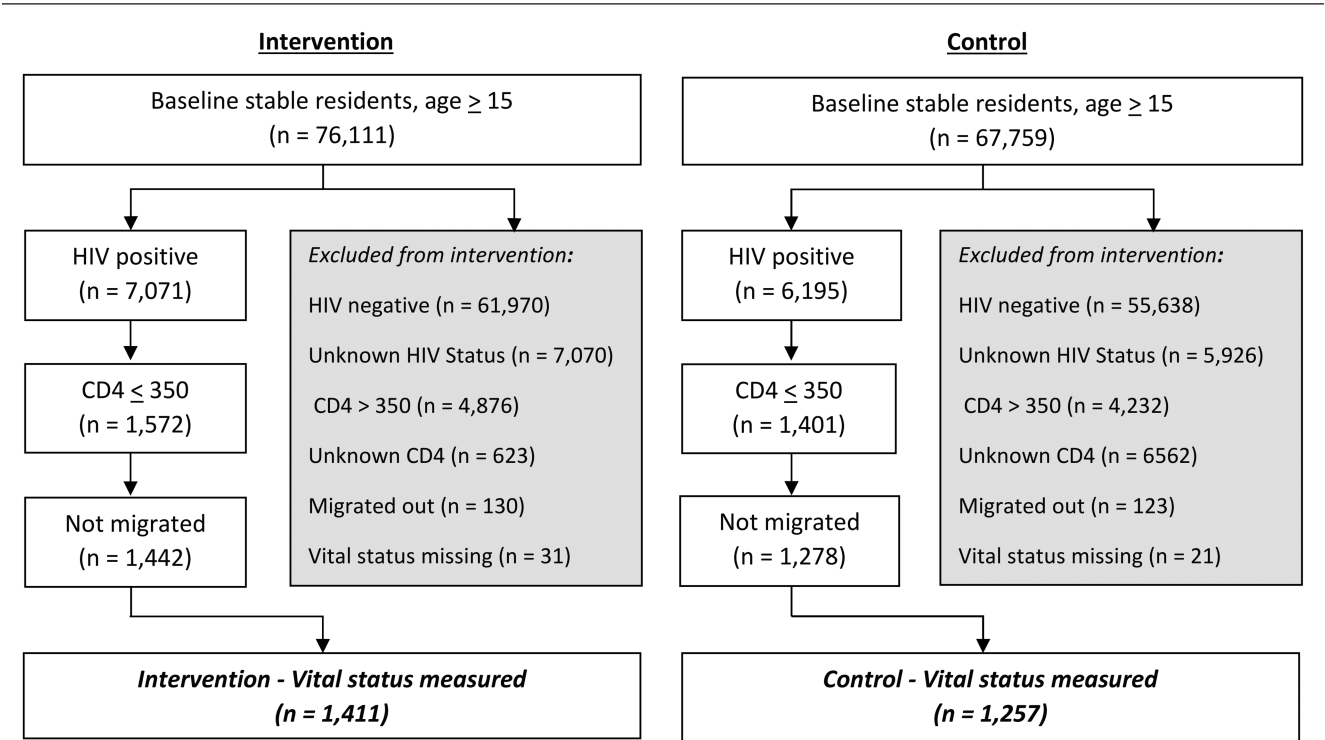 Intervention
Baseline stable residents, age ≥ 15
(n = 76,111)
HIV positive
(n = 7,071)
CD4 ≤ 350
(n = 1,572)
Not migrated
(n = 1,442)
Excluded from intervention:
HIV negative (n = 61,970)
Unknown HIV Status (n = 7,070)
CD4 > 350 (n = 4,876)
Unknown CD4 (n = 623)
Migrated out (n = 130)
Vital status missing (n = 31)
Intervention - Vital status measured
(n = 1,411)
Control
Baseline stable residents, age ≥ 15
(n = 67,759)
HIV positive
(n = 6,195)
CD4 ≤ 350
(n = 1,401)
Not migrated
(n = 1,278)
Excluded from intervention:
HIV negative (n = 55,638)
Unknown HIV Status (n = 5,926)
CD4 > 350 (n = 4,232)
Unknown CD4 (n = 6562)
Migrated out (n = 123)
Vital status missing (n = 21)
Control - Vital status measured
(n = 1,257)